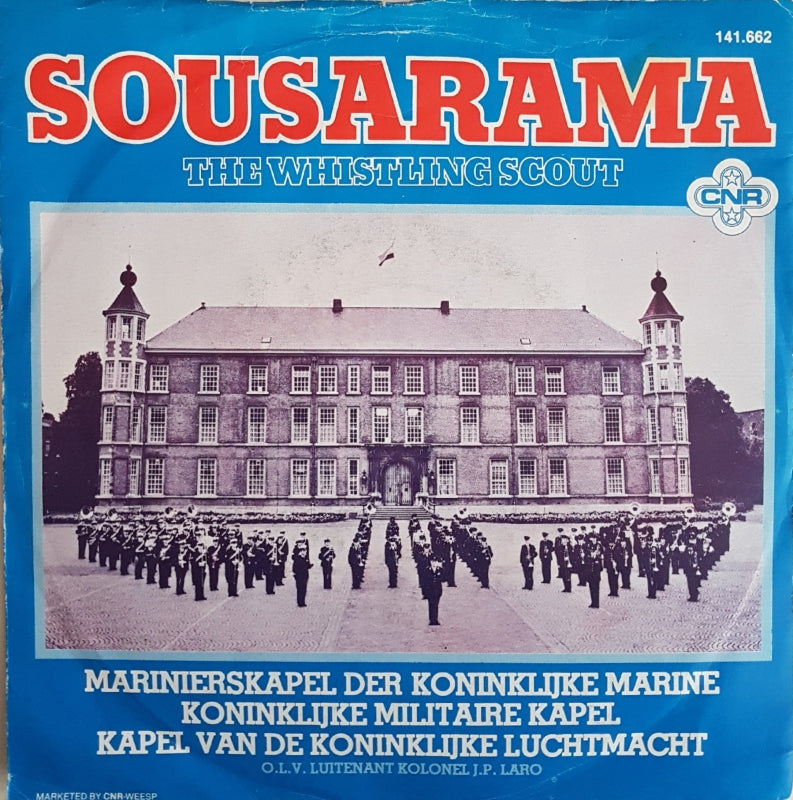 141.662
SOUSARAMA
THE WHISTLING SCOUT
CNR
MARINIERSKAPEL DER KONINKLIJKE MARINE
KONINKLIJKE MILITAIRE KAPEL
KAPEL VAN DE KONINKLIJKE LUCHTMACHT
O.L.V. LUITENANT KOLONEL J.P. LARO
MARKETED BY CNR-WEESP